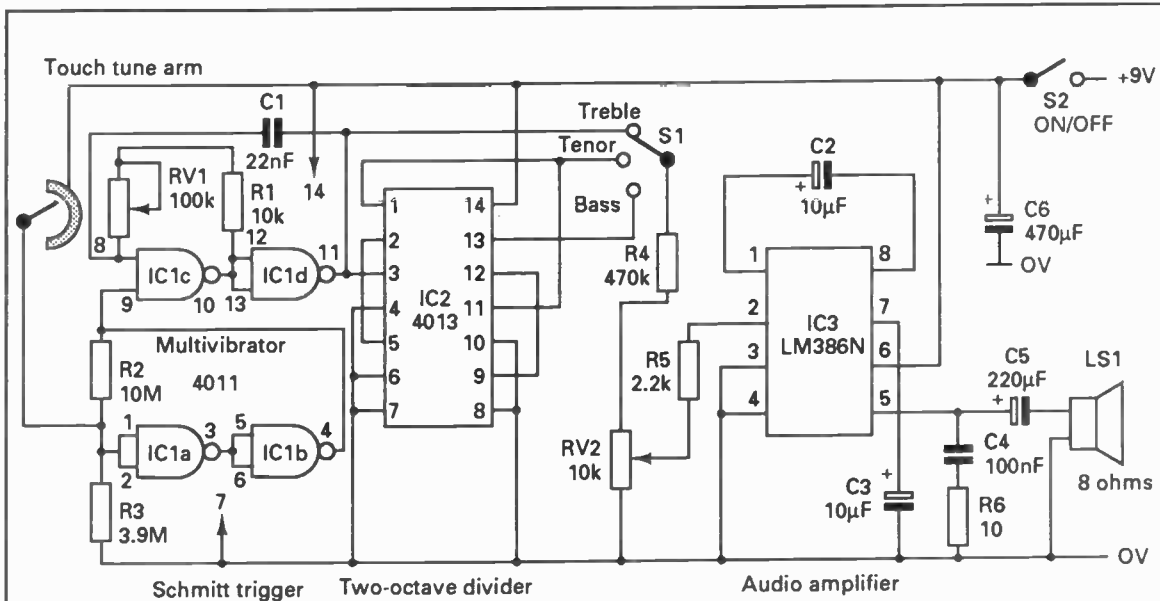 Touch tune arm
C1
22nF
RV1
100k
R1
10k
14
8
9
10
12
13
11
IC1c
IC1d
Multivibrator
4011
R2
10M
1
2
3
5
6
4
IC1a
IC1b
R3
3.9M
7
Schmitt trigger
1
2
3
4
5
6
7
14
13
12
11
10
9
8
IC2
4013
Two-octave divider
Treble
Tenor
Bass
S1
R4
470k
R5
2.2k
RV2
10k
C2
+
10µF
1
2
3
4
8
7
6
5
IC3
LM386N
Audio amplifier
+
C3
10µF
C4
100nF
R6
10
C5
220µF
+
LS1
8 ohms
+
C6
470µF
0V
S2
ON/OFF
+9V
0V